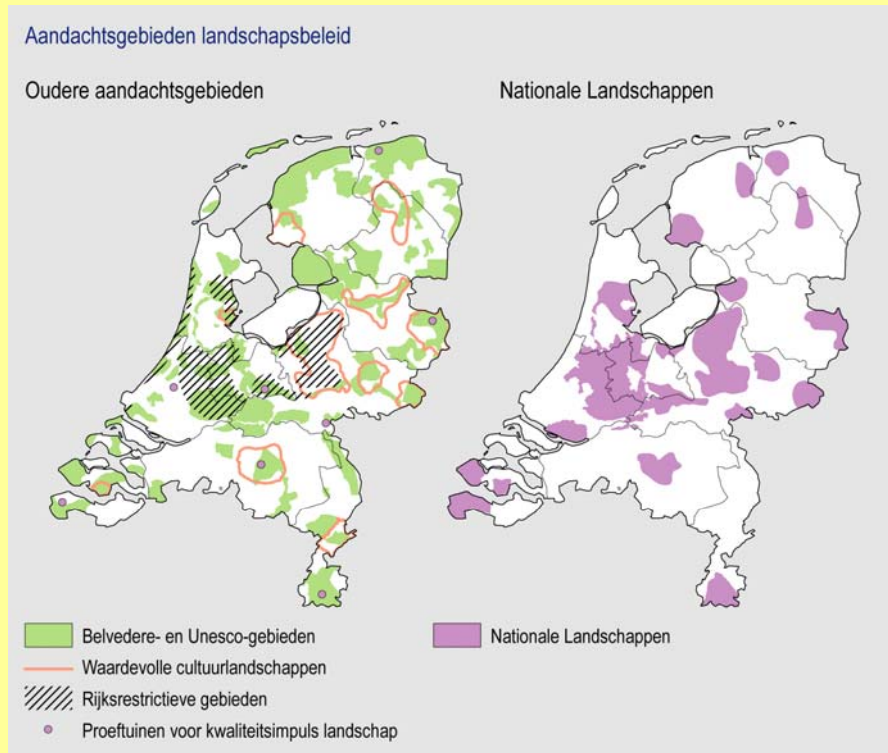 Aandachtsgebieden landschapsbeleid
Oudere aandachtsgebieden
Nationale Landschappen
Belvedere- en Unesco-gebieden
Waardevolle cultuurlandschappen
Rijksrestrictieve gebieden
Proeftuinen voor kwaliteitsimpuls landschap
Nationale Landschappen